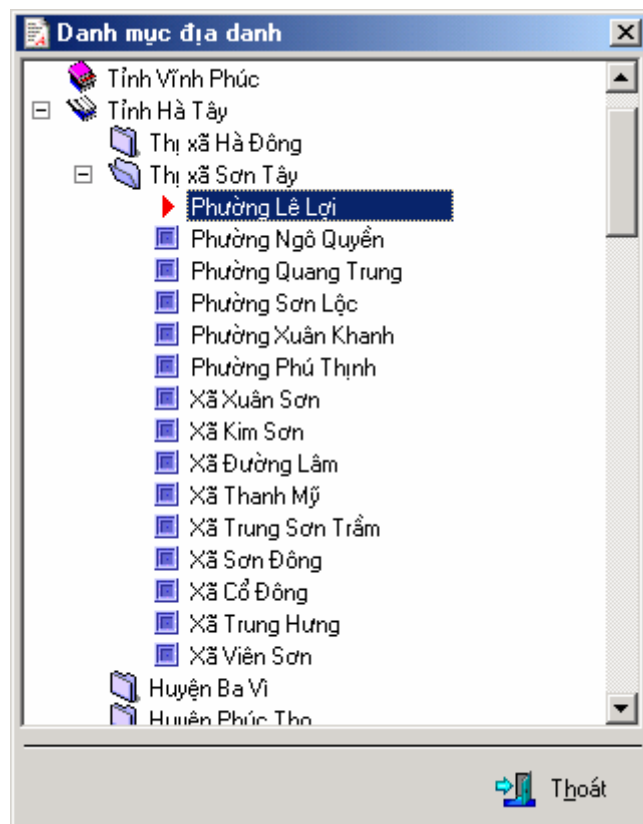 Danh mục địa danh
Tỉnh Vĩnh Phúc
Tỉnh Hà Tây
Thị xã Hà Đông
Thị xã Sơn Tây
Phường Lê Lợi
Phường Ngô Quyền
Phường Quang Trung
Phường Sơn Lộc
Phường Xuân Khanh
Phường Phú Thịnh
Xã Xuân Sơn
Xã Kim Sơn
Xã Đường Lâm
Xã Thanh Mỹ
Xã Trung Sơn Trầm
Xã Sơn Đông
Xã Cổ Đông
Xã Trung Hưng
Xã Viên Sơn
Huyện Ba Vì
Huyện Phúc Thọ
Thoát